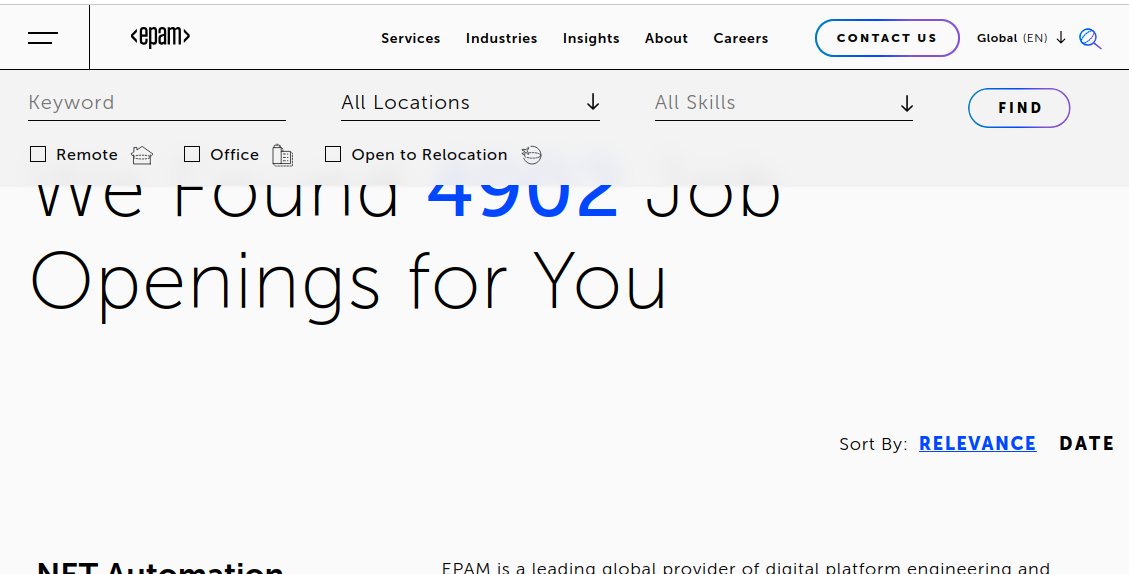 <epam>
Services Industries Insights About Careers CONTACT US Global (EN)
Keyword All Locations All Skills FIND
Remote Office Open to Relocation
We Found 4902 Job
Openings for You
Sort By: RELEVANCE DATE
NET Automation
EPAM is a leading global provider of digital platform engineering and